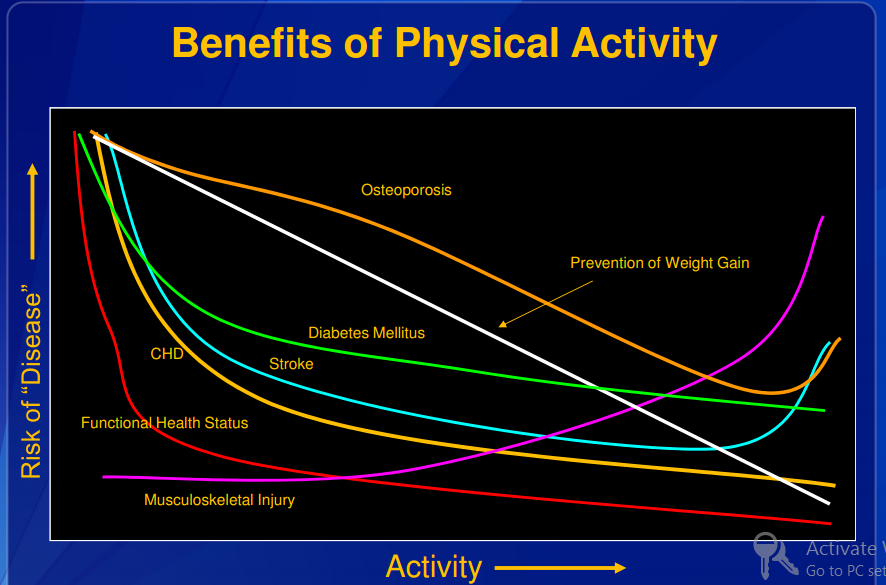 Benefits of Physical Activity
Osteoporosis
Prevention of Weight Gain
Diabetes Mellitus
CHD
Stroke
Functional Health Status
Musculoskeletal Injury
Risk of “Disease”
Activity
Activate
Go to PC